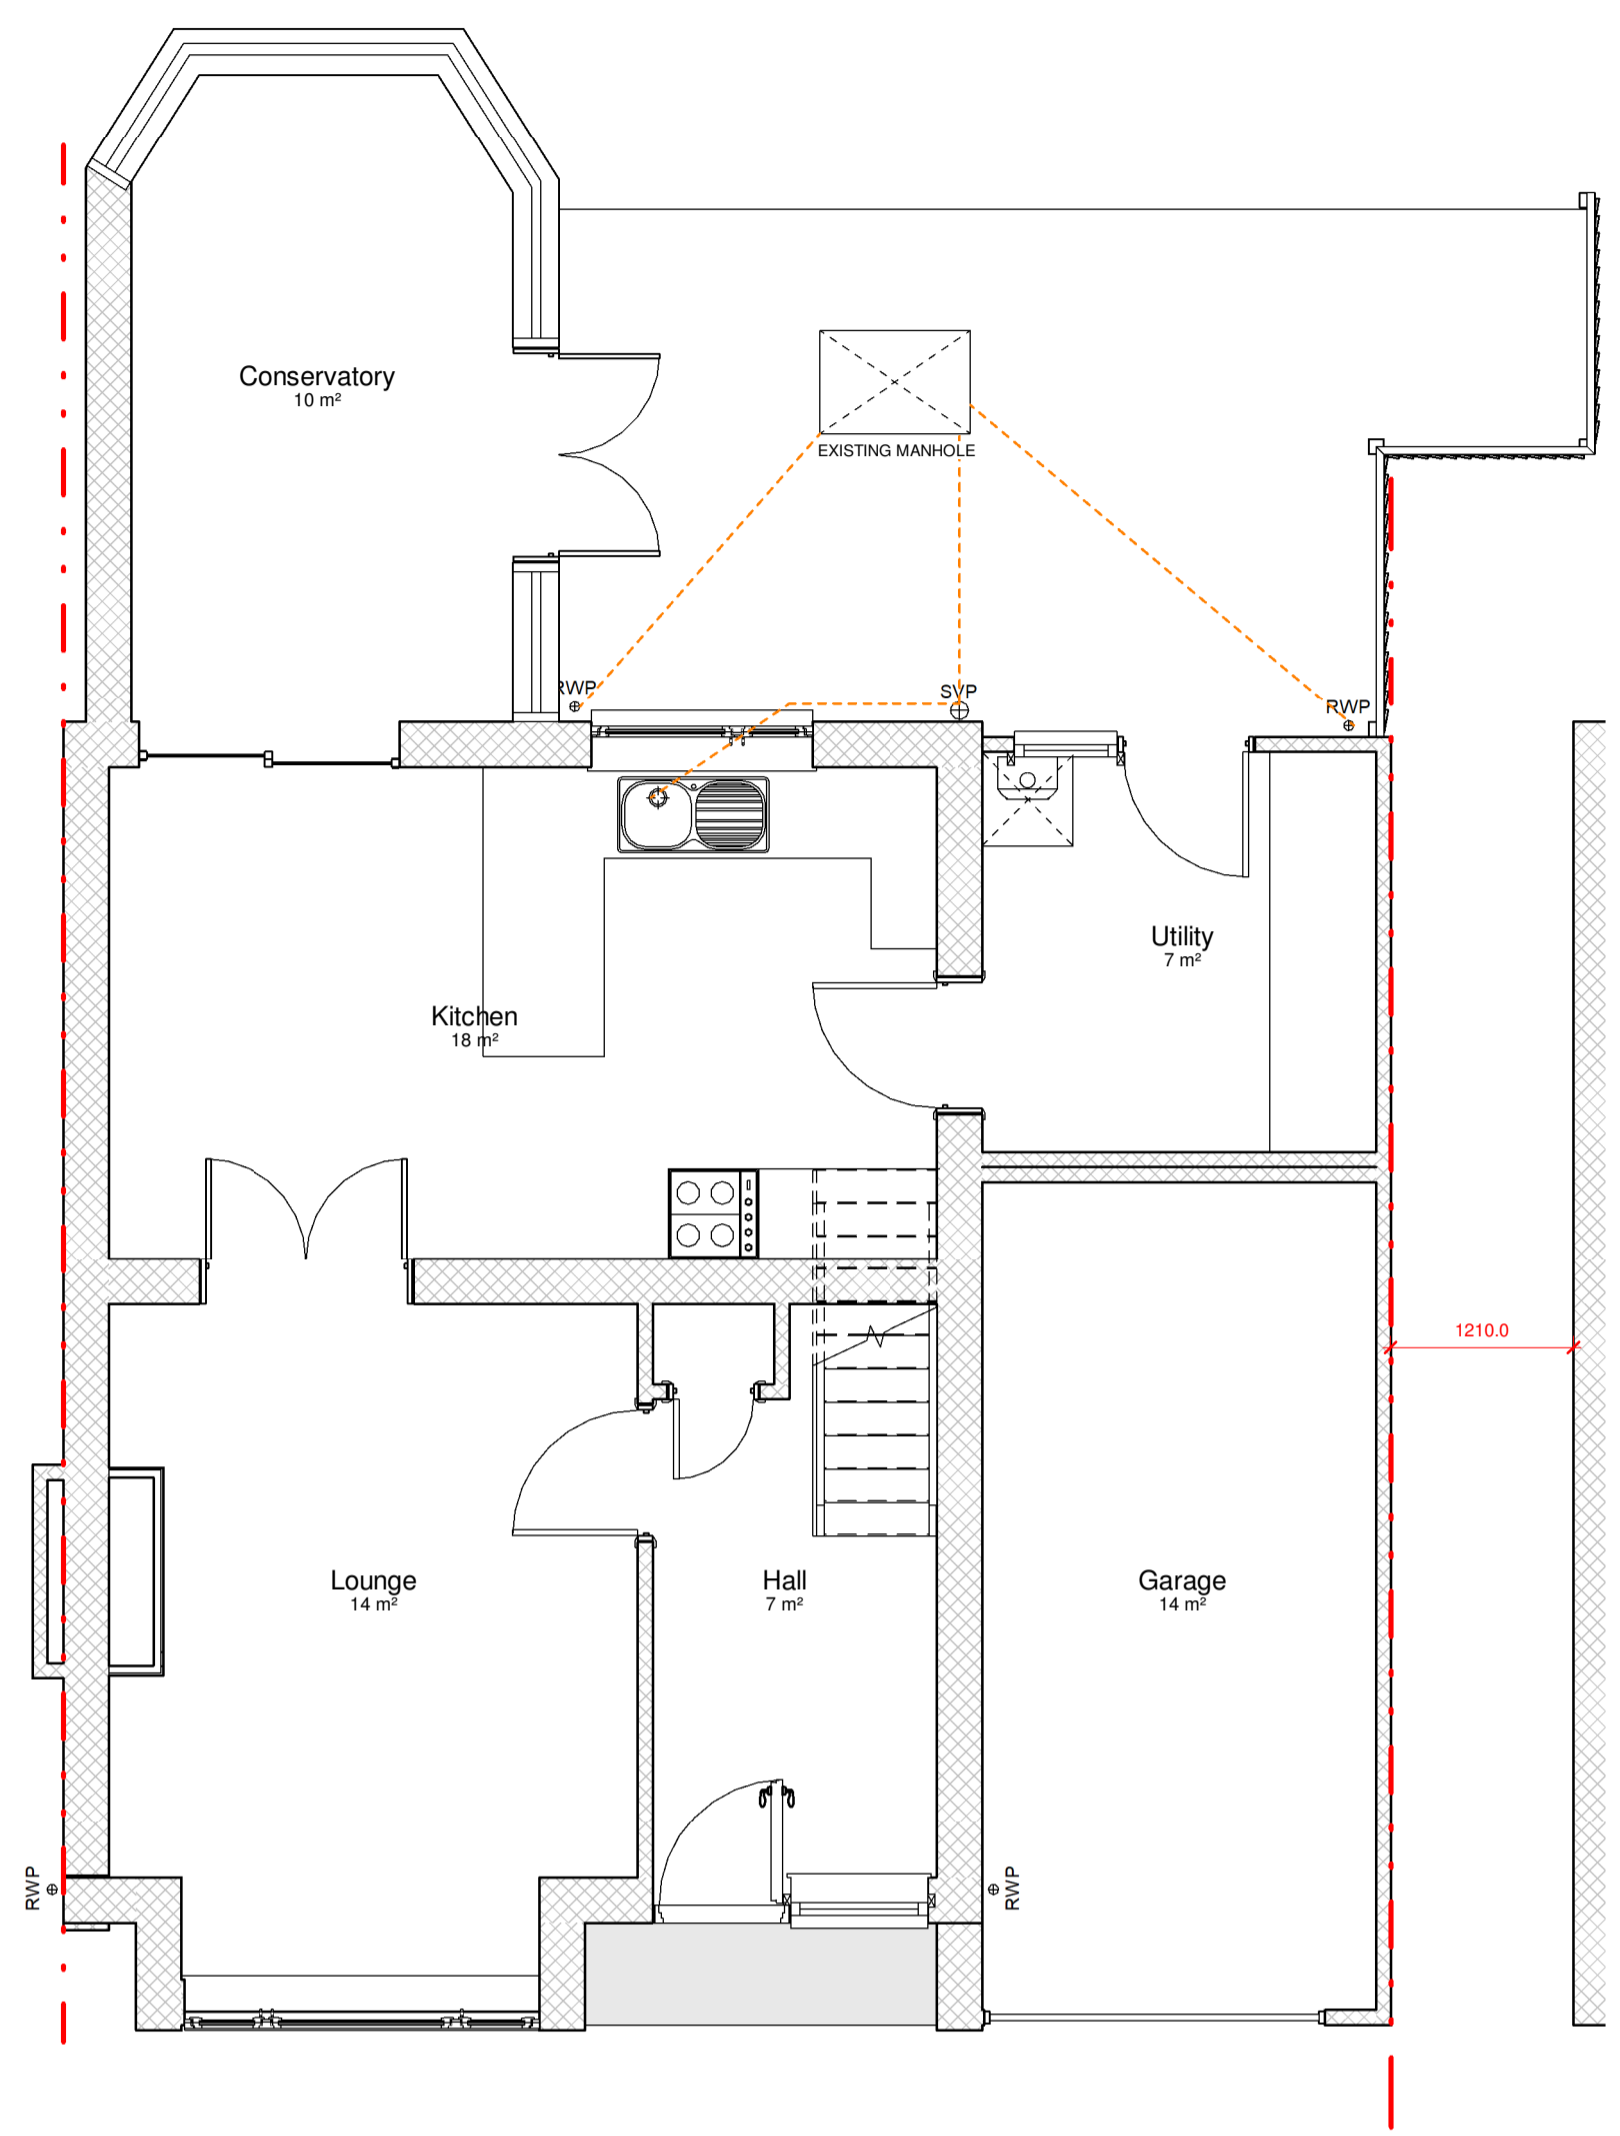 Conservatory
10 m²
EXISTING MANHOLE
RWP
SVP
RWP
Utility
7 m²
Kitchen
18 m²
1210.0
Lounge
14 m²
Hall
7 m²
Garage
14 m²
RWP
RWP